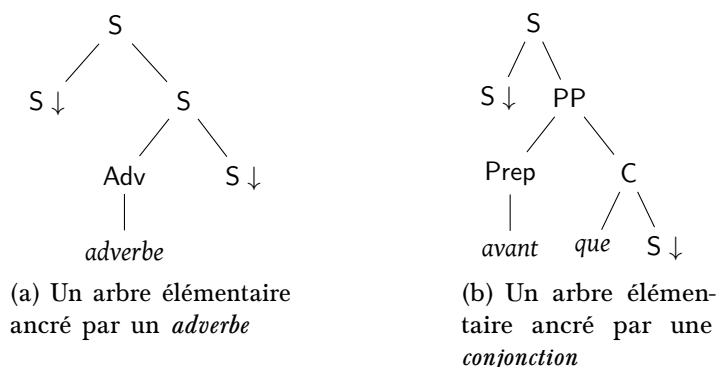 S
S↓ S
Adv S↓
adverbe
(a) Un arbre élémentaire
ancré par un adverbe
S
S↓ PP
Prep C
avant que S↓
(b) Un arbre élémen-
taire ancré par une
conjonction